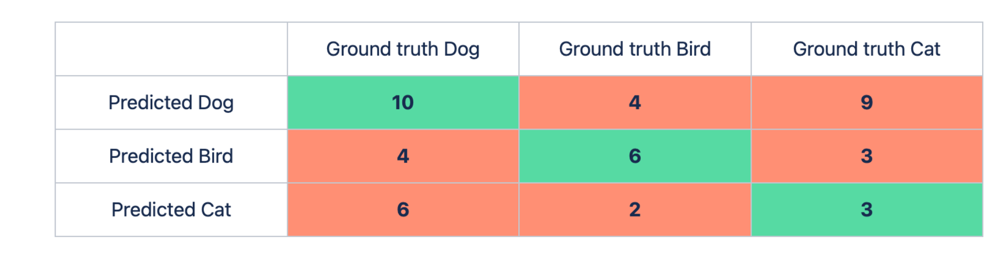 Ground truth Dog Ground truth Bird Ground truth Cat
Predicted Dog 10 4 9
Predicted Bird 4 6 3
Predicted Cat 6 2 3